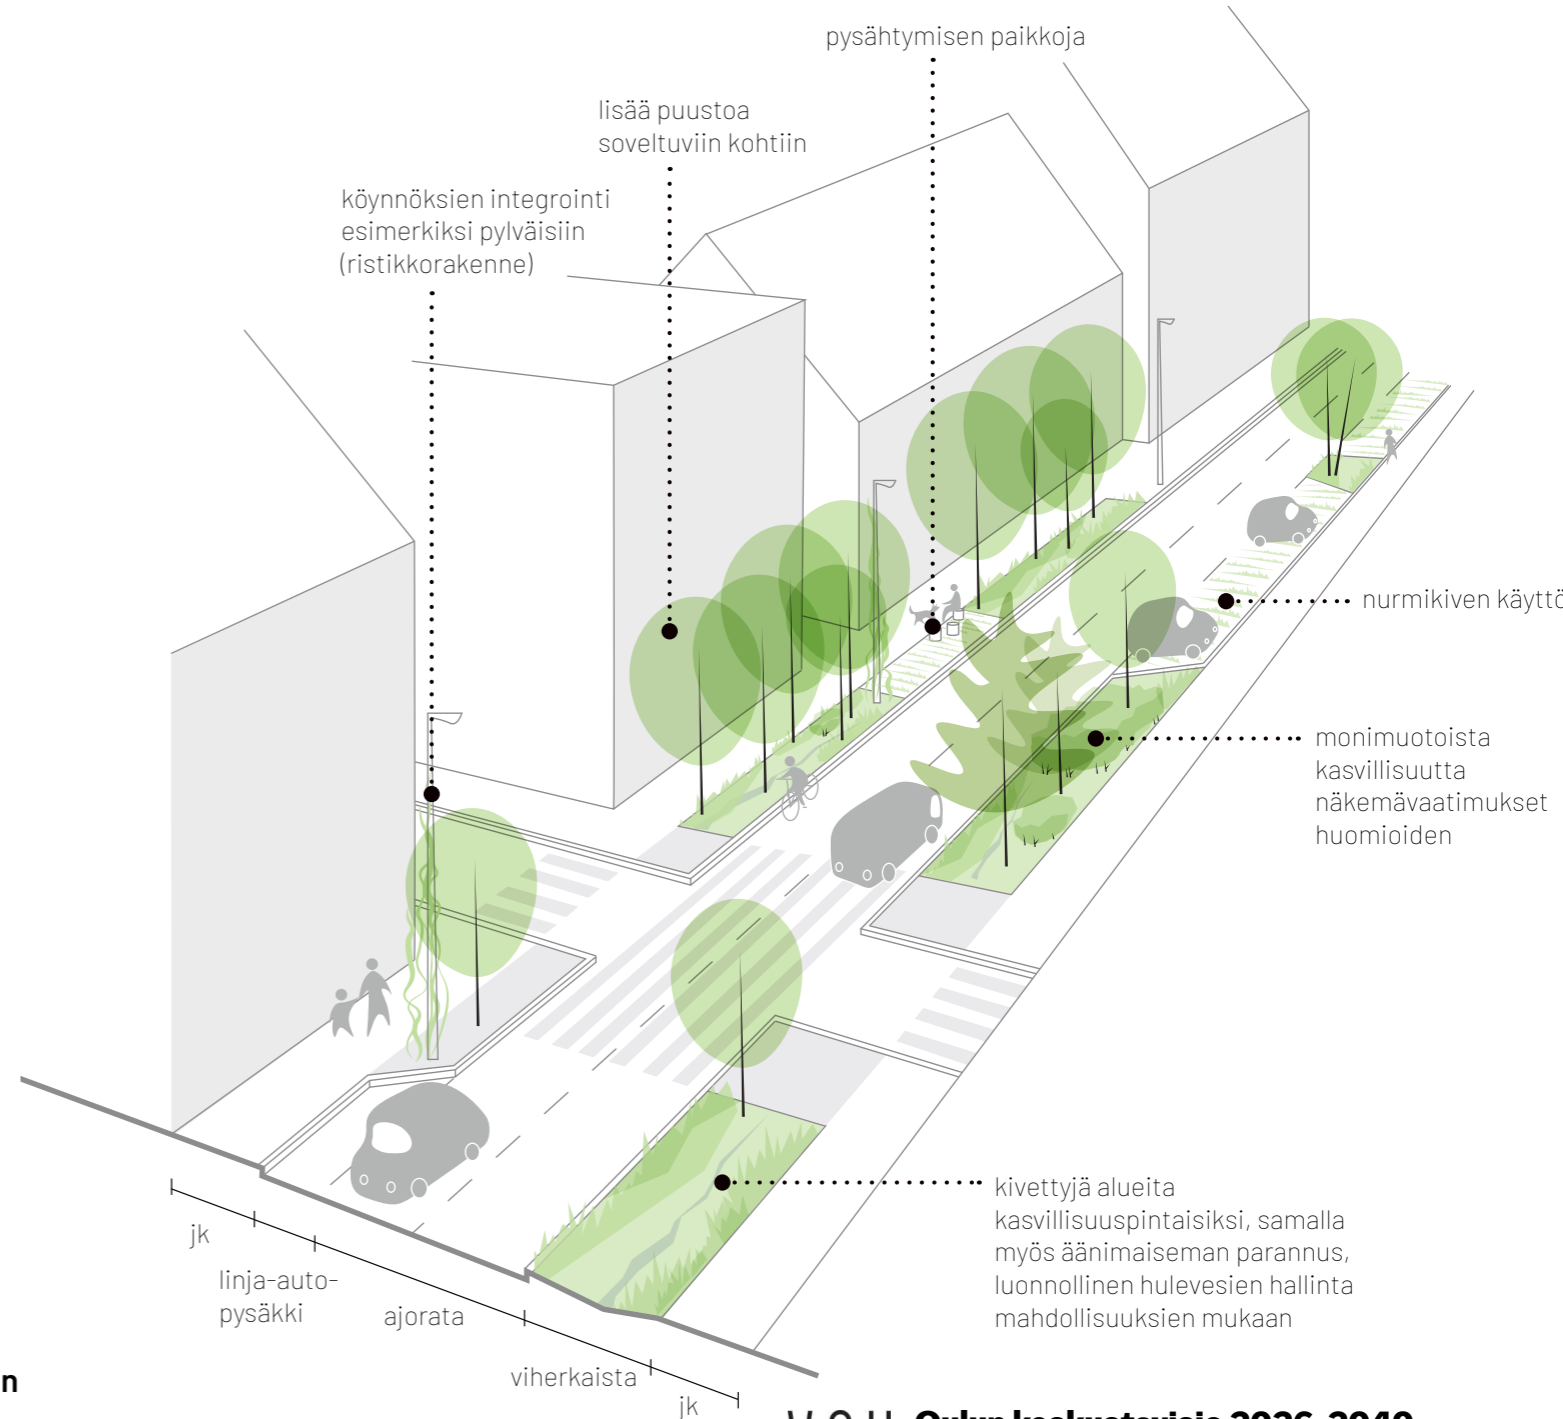 pysähtymisen paikkoja
lisää puustoa
soveltuviin kohtiin
köynnöksien integrointi
esimerkiksi pylväisiin
(ristikkorakenne)
nurmikiven käyttö
monimuotoista
kasvillisuutta
näkemävaatimukset
huomioiden
kivettyjä alueita
kasvillisuuspintaisiksi, samalla
myös äänimaiseman parannus,
luonnollinen hulevesien hallinta
mahdollisuuksien mukaan
jk
linja-auto-
pysäkki
ajorata
viherkaista
jk
n